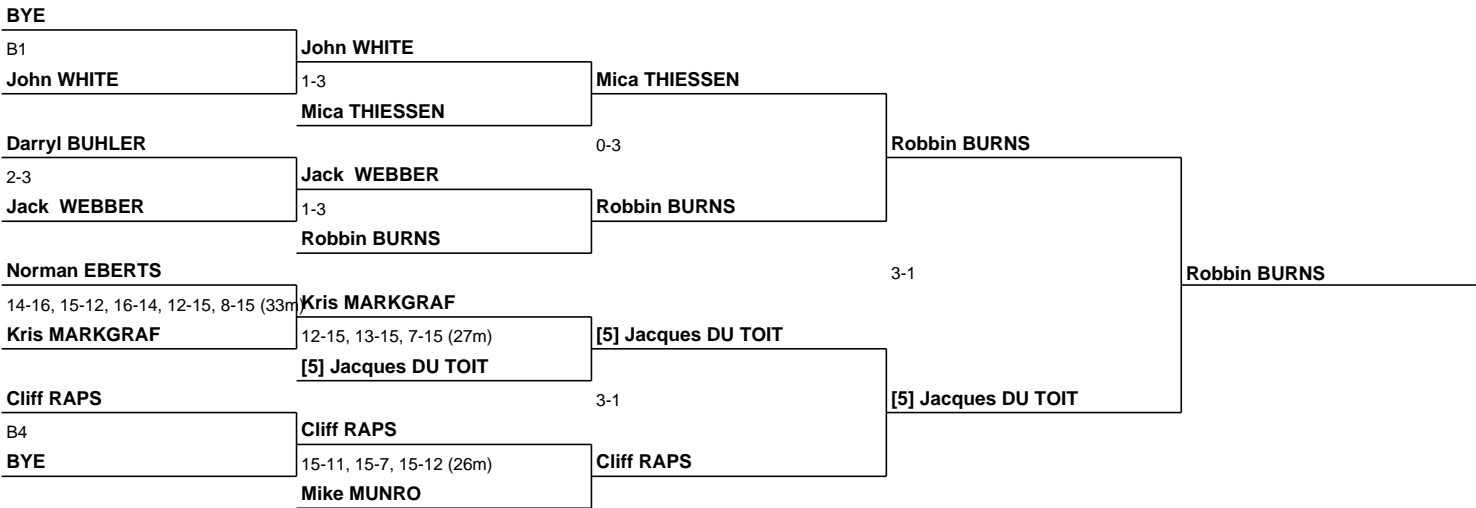 BYE
B1
John WHITE
John WHITE
1-3
Mica THIESSEN
Mica THIESSEN
Darryl BUHLER
0-3
Robbin BURNS
2-3
Jack  WEBBER
Jack  WEBBER
1-3
Robbin BURNS
Robbin BURNS
Norman EBERTS
3-1
Robbin BURNS
14-16, 15-12, 16-14, 12-15, 8-15 (33m)
Kris MARKGRAF
Kris MARKGRAF
12-15, 13-15, 7-15 (27m)
[5] Jacques DU TOIT
[5] Jacques DU TOIT
Cliff RAPS
3-1
[5] Jacques DU TOIT
B4
Cliff RAPS
BYE
15-11, 15-7, 15-12 (26m)
Cliff RAPS
Mike MUNRO